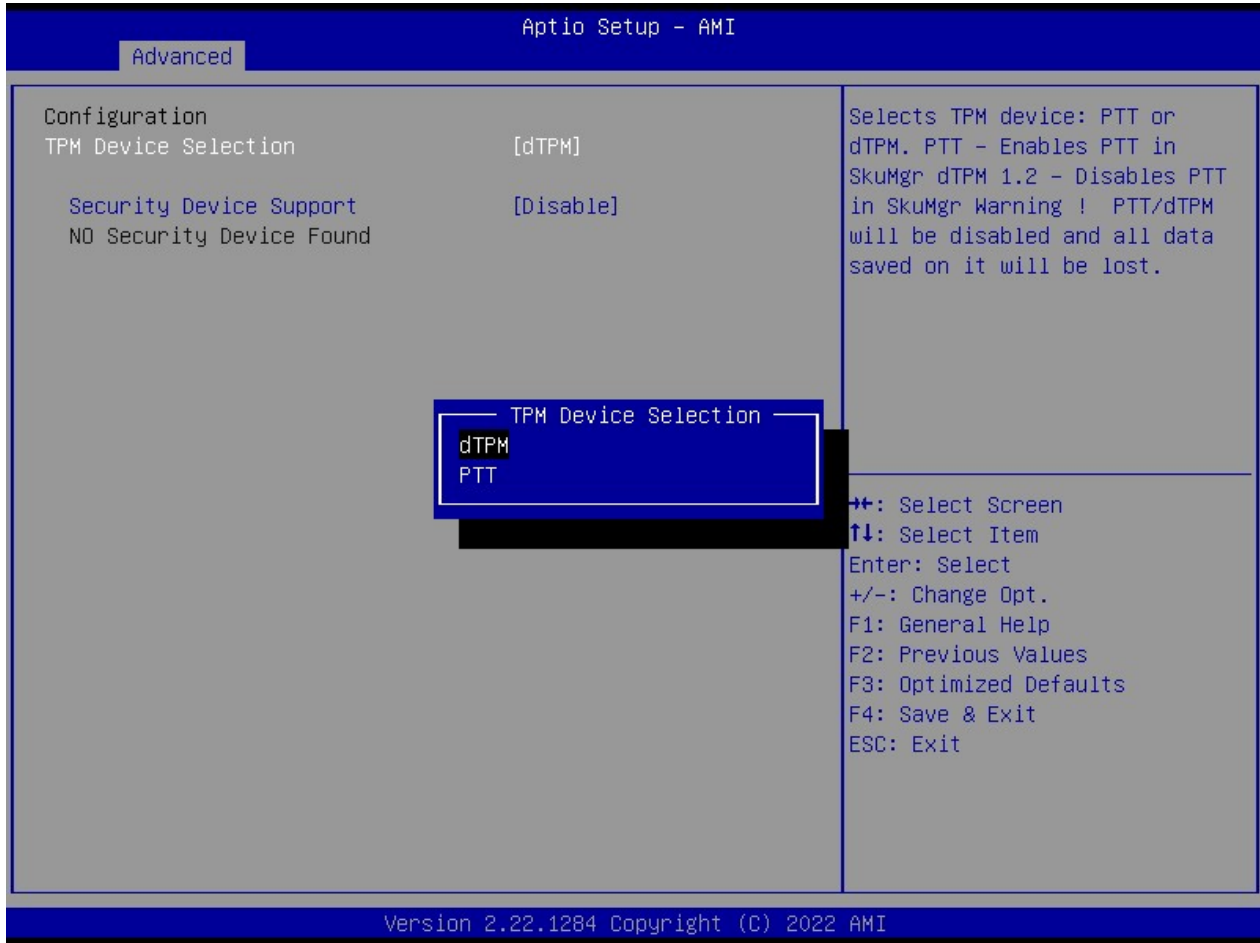 Aptio Setup - AMI
Advanced
Configuration
TPM Device Selection [dTPM]
Security Device Support [Disable]
NO Security Device Found
Selects TPM device: PTT or
dTPM. PTT - Enables PTT in
SkuMgr dTPM 1.2 - Disables PTT
in SkuMgr Warning ! PTT/dTPM
will be disabled and all data
saved on it will be lost.
TPM Device Selection
dTPM
PTT
→←: Select Screen
↑↓: Select Item
Enter: Select
+/-: Change Opt.
F1: General Help
F2: Previous Values
F3: Optimized Defaults
F4: Save & Exit
ESC: Exit
Version 2.22.1284 Copyright (C) 2022 AMI